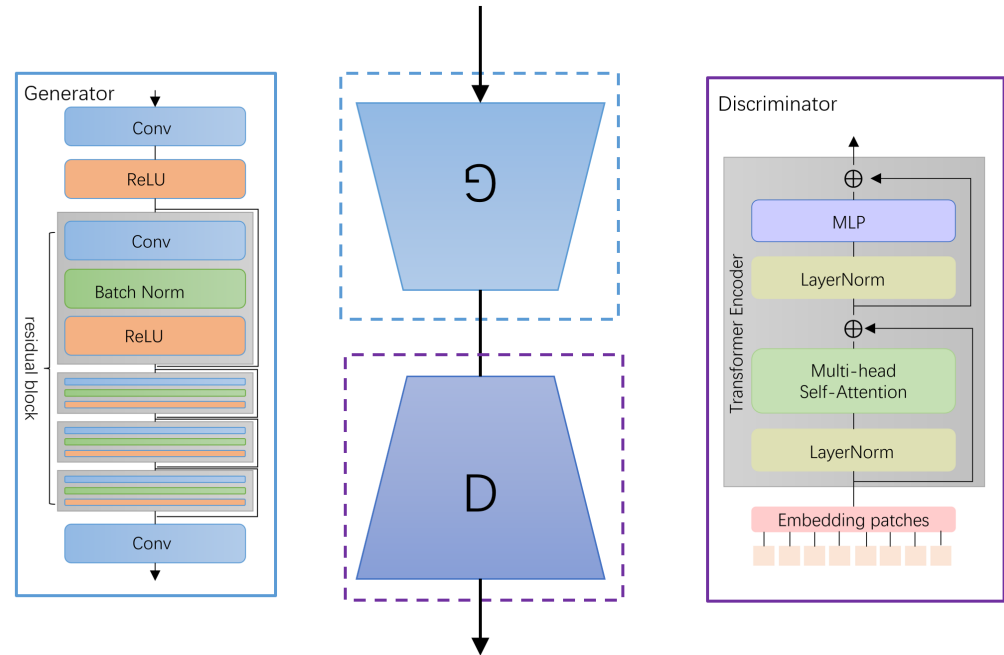 Generator
Conv
ReLU
Conv
Batch Norm
ReLU
residual block
Conv
G
D
Discriminator
Transformer Encoder
MLP
LayerNorm
Multi-head
Self-Attention
LayerNorm
Embedding patches